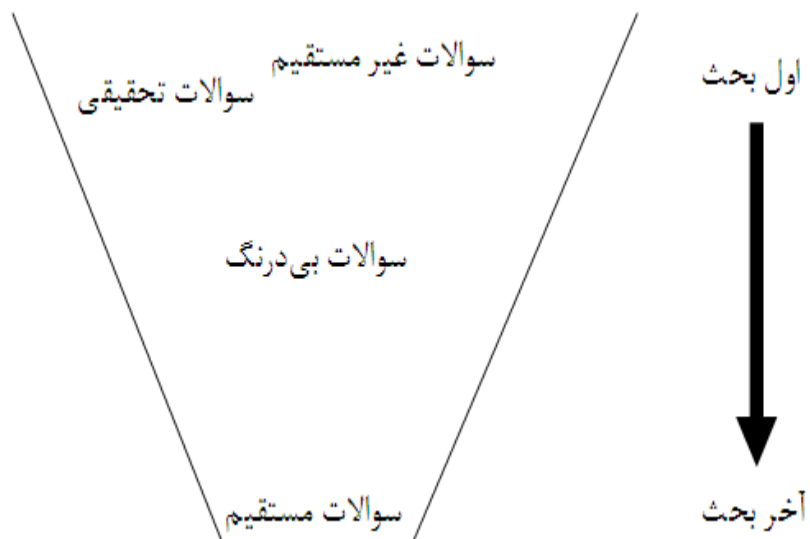 سوالات غیر مستقیم
اول بحث
سوالات تحقیقی
سوالات بی‌درنگ
سوالات مستقیم
آخر بحث